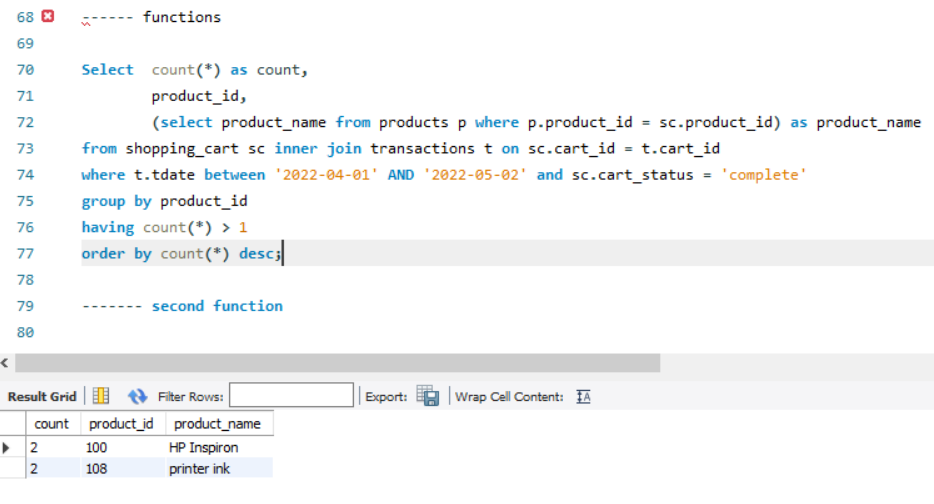 68 ------ functions
69
70 Select count(*) as count,
71 product_id,
72 (select product_name from products p where p.product_id = sc.product_id) as product_name
73 from shopping_cart sc inner join transactions t on sc.cart_id = t.cart_id
74 where t.tdate between '2022-04-01' AND '2022-05-02' and sc.cart_status = 'complete'
75 group by product_id
76 having count(*) > 1
77 order by count(*) desc;
78
79 ------- second function
80
Result Grid Filter Rows: Export: Wrap Cell Content: IA
count product_id product_name
2 100 HP Inspiron
2 108 printer ink